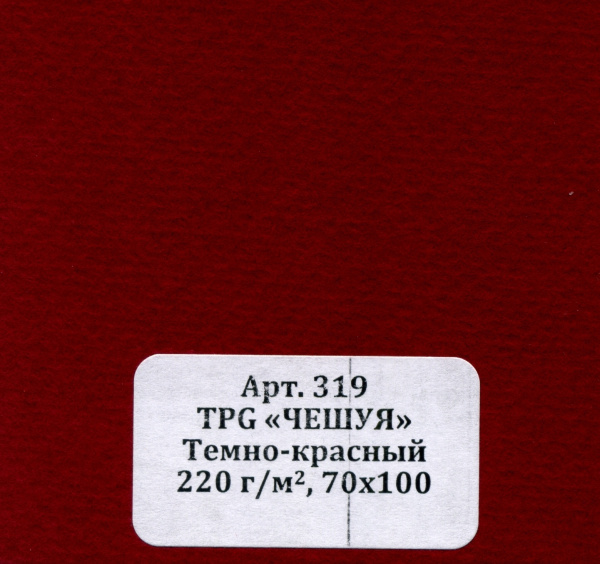 Арт. 319
TPG «ЧЕШУЯ»
Темно-красный
220 г/м², 70х100